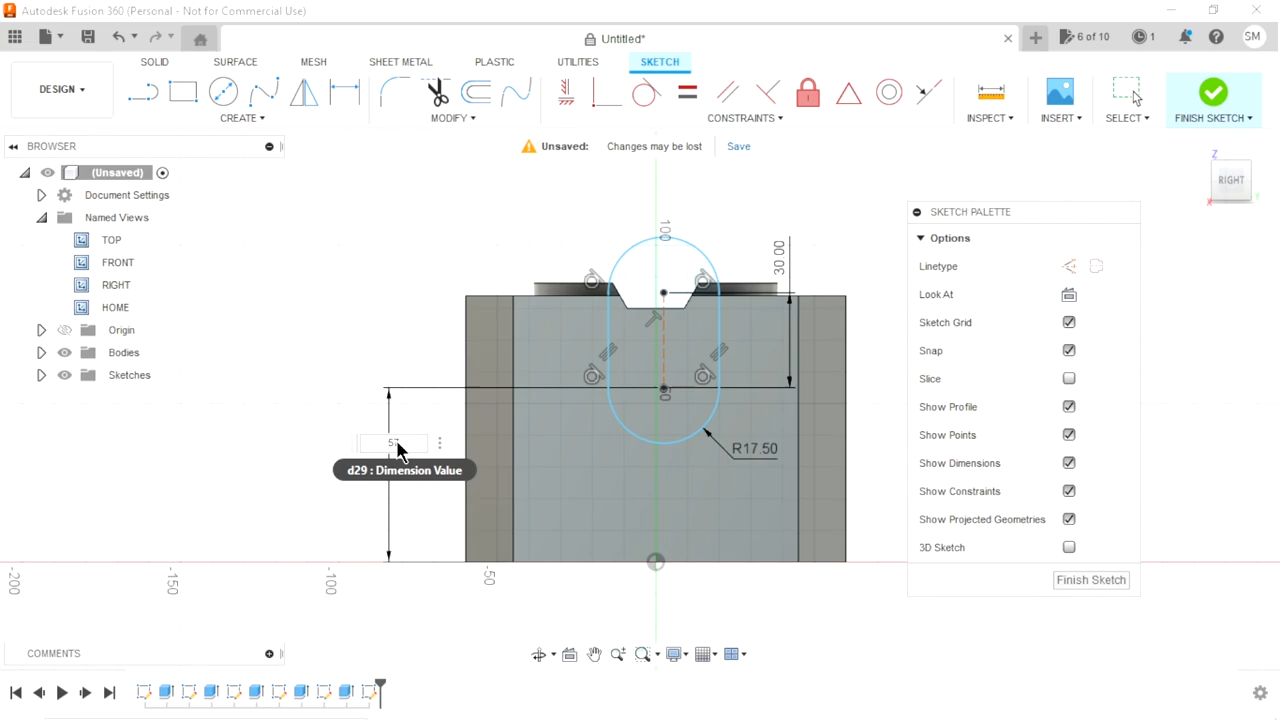 Autodesk Fusion 360 (Personal - Not for Commercial Use)
Untitled*
6 of 10
1
SM
DESIGN
SOLID
SURFACE
MESH
SHEET METAL
PLASTIC
UTILITIES
SKETCH
CREATE
MODIFY
CONSTRAINTS
INSPECT
INSERT
SELECT
FINISH SKETCH
BROWSER
Unsaved:
Changes may be lost
Save
(Unsaved)
Document Settings
Named Views
TOP
FRONT
RIGHT
HOME
Origin
Bodies
Sketches
Z
RIGHT
X
Y
SKETCH PALETTE
Options
Linetype
Look At
Sketch Grid
Snap
Slice
Show Profile
Show Points
Show Dimensions
Show Constraints
Show Projected Geometries
3D Sketch
Finish Sketch
100
30.00
50
R17.50
d29 : Dimension Value
-200
-150
-100
-50
COMMENTS